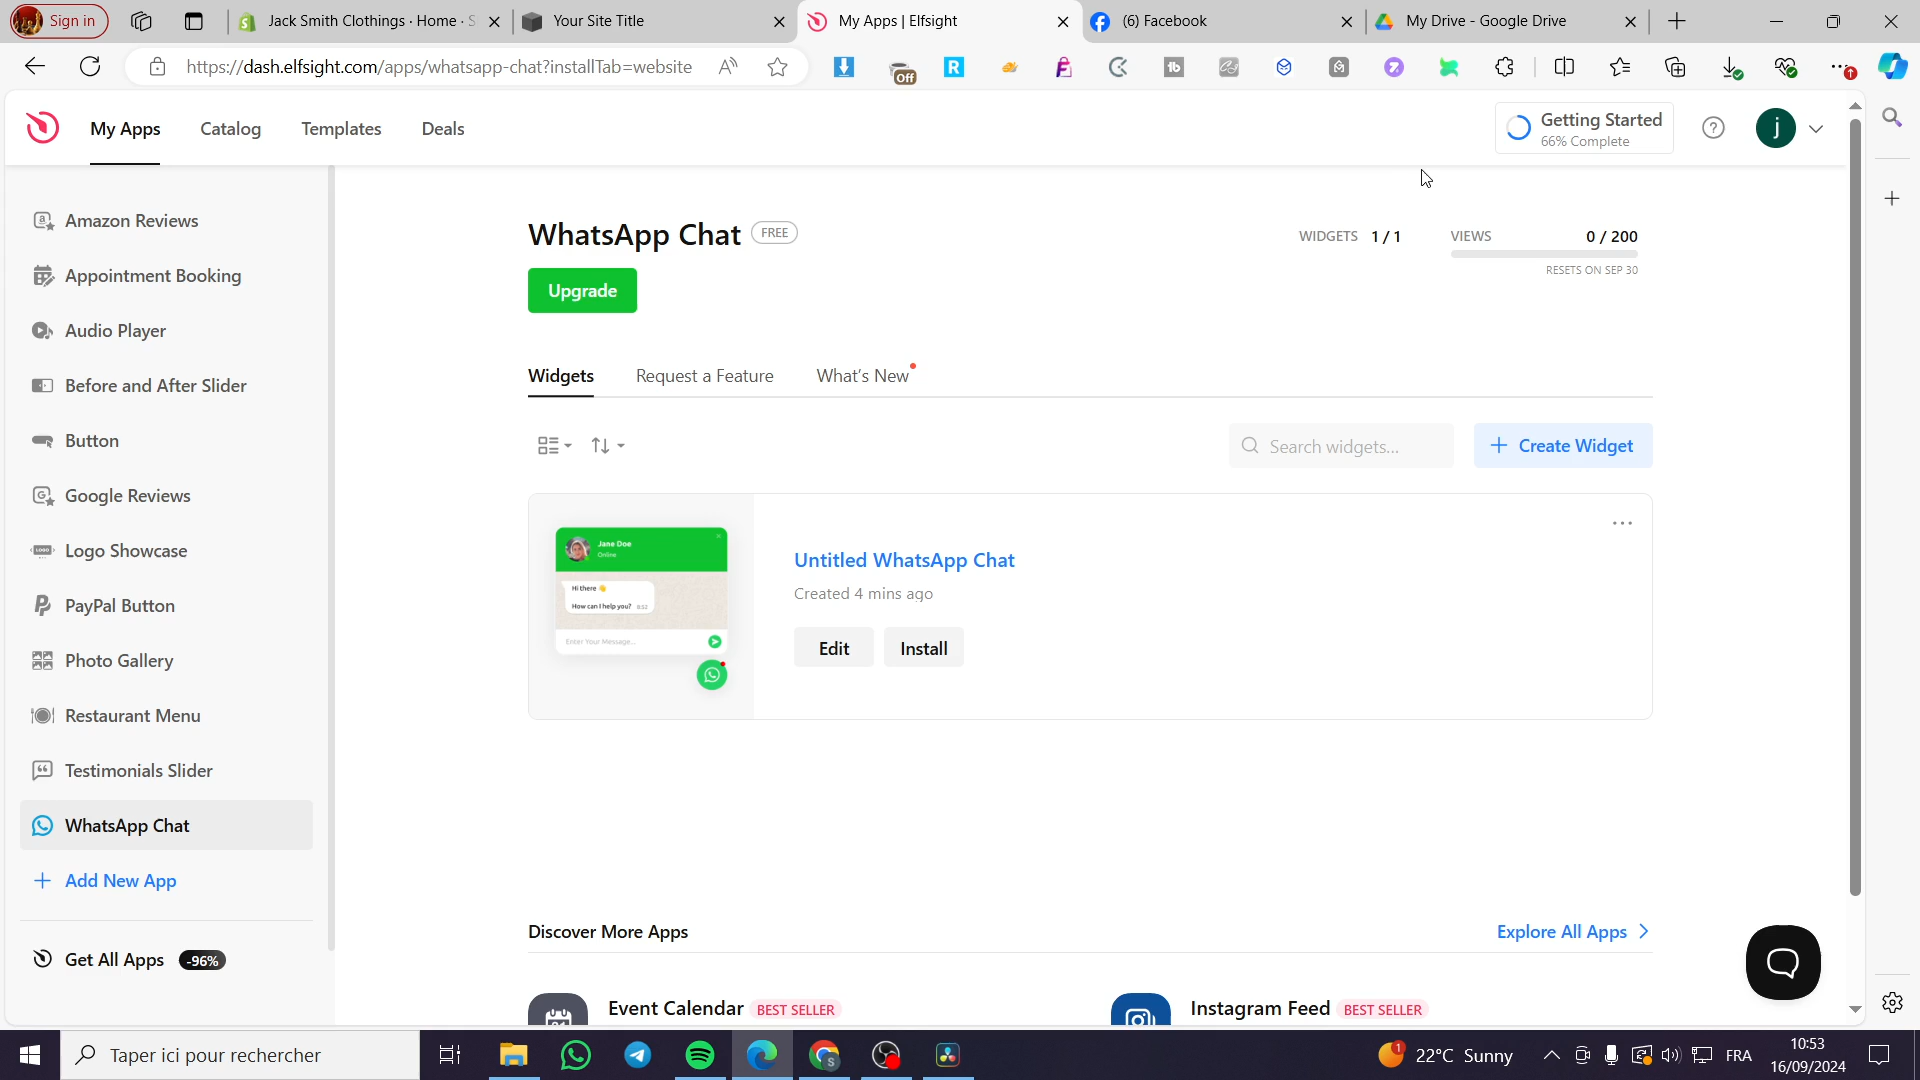 Sign in
Jack Smith Clothings · Home · S
Your Site Title
My Apps | Elfsight
(6) Facebook
My Drive - Google Drive
https://dash.elfsight.com/apps/whatsapp-chat?installTab=website
Off
My Apps
Catalog
Templates
Deals
Getting Started
66% Complete
j
Amazon Reviews
Appointment Booking
Audio Player
Before and After Slider
Button
Google Reviews
Logo Showcase
PayPal Button
Photo Gallery
Restaurant Menu
Testimonials Slider
WhatsApp Chat
Add New App
Get All Apps -96%
WhatsApp Chat FREE
WIDGETS 1 / 1
VIEWS 0 / 200
RESETS ON SEP 30
Upgrade
Widgets
Request a Feature
What's New
Search widgets...
+ Create Widget
Jane Doe
Online
Hi there 👋
How can I help you? 8:52
Enter Your Message...
Untitled WhatsApp Chat
Created 4 mins ago
Edit
Install
Discover More Apps
Explore All Apps
Event Calendar BEST SELLER
Instagram Feed BEST SELLER
Taper ici pour rechercher
22°C Sunny
FRA
10:53
16/09/2024